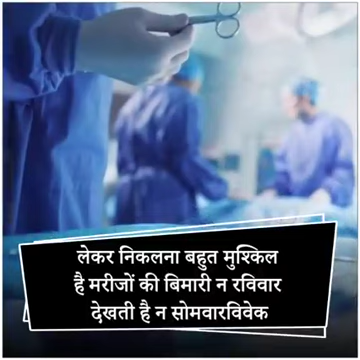 लेकर निकलना बहुत मुश्किल
है मरीजों की बिमारी न रविवार
देखती है न सोमवारविवेक